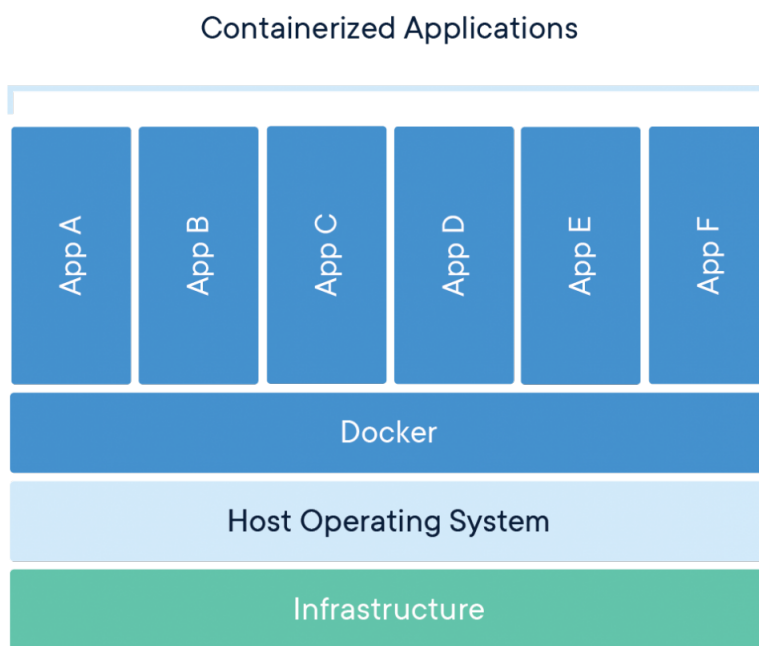 Containerized Applications
App A
App B
App C
App D
App E
App F
Docker
Host Operating System
Infrastructure